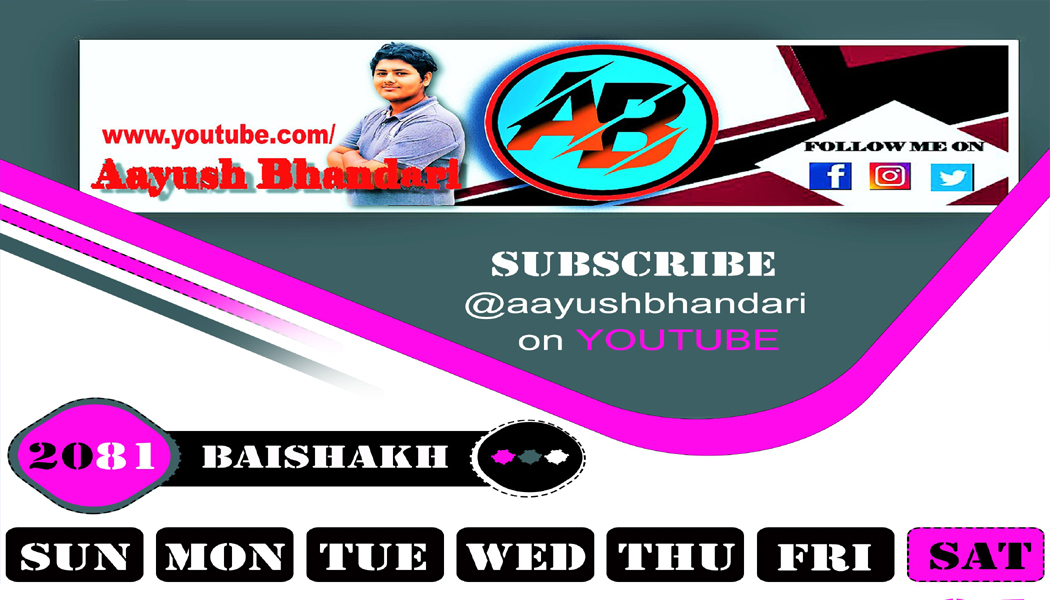 www.youtube.com/
Aayush Bhandari
AB
FOLLOW ME ON
f
SUBSCRIBE
@aayushbhandari
on YOUTUBE
2081 BAISHAKH
SUN MON TUE WED THU FRI SAT